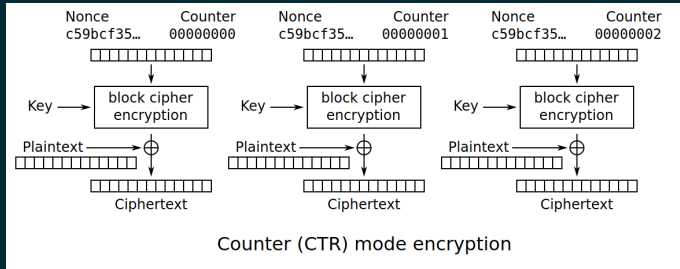 Nonce Counter Nonce Counter Nonce Counter
c59bcf35… 00000000 c59bcf35… 00000001 c59bcf35… 00000002
Key block cipher encryption Key block cipher encryption Key block cipher encryption
Plaintext Plaintext Plaintext
Ciphertext Ciphertext Ciphertext
Counter (CTR) mode encryption